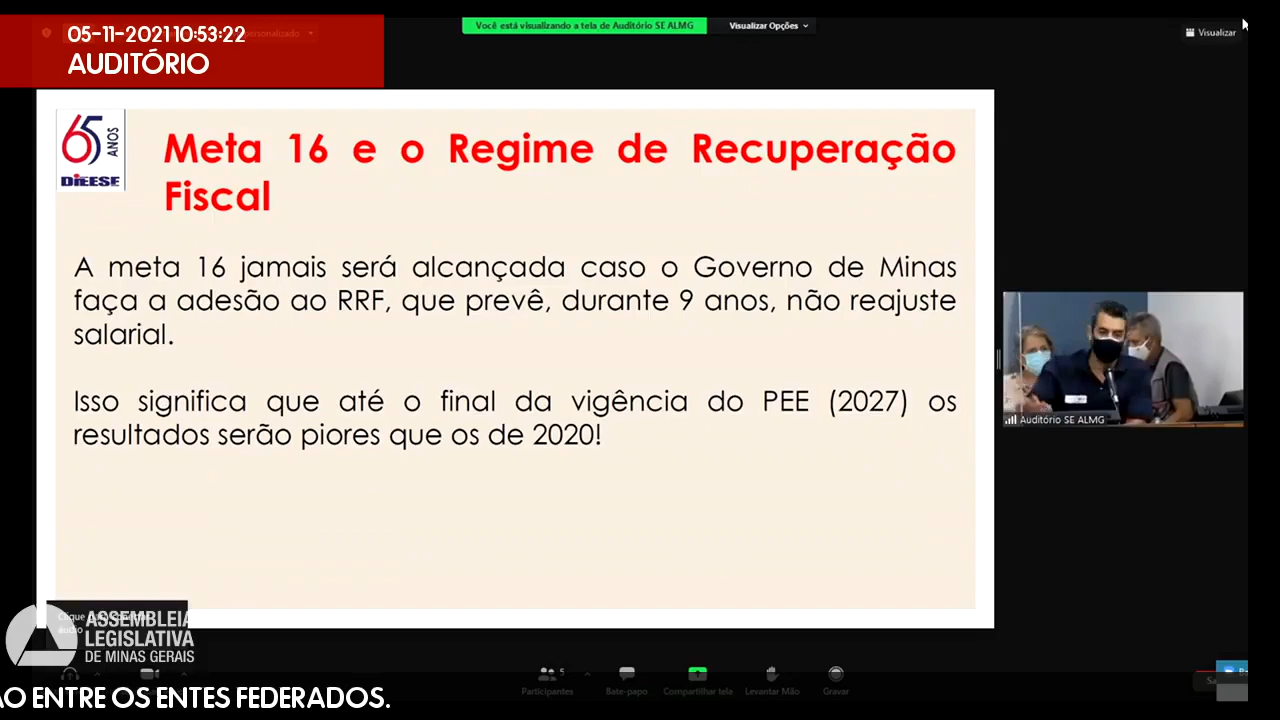 05-11-2021 10:53:22
AUDITÓRIO
Você está visualizando a tela de Auditório SE ALMG
Visualizar Opções
Visualizar
65
ANOS
DIEESE
Meta 16 e o Regime de Recuperação
Fiscal
A meta 16 jamais será alcançada caso o Governo de Minas
faça a adesão ao RRF, que prevê, durante 9 anos, não reajuste
salarial.
Isso significa que até o final da vigência do PEE (2027) os
resultados serão piores que os de 2020!
Auditório SE ALMG
ASSEMBLEIA
LEGISLATIVA
DE MINAS GERAIS
5
Participantes
Bate-papo
Compartilhar tela
Levantar Mão
Gravar
ÃO ENTRE OS ENTES FEDERADOS.